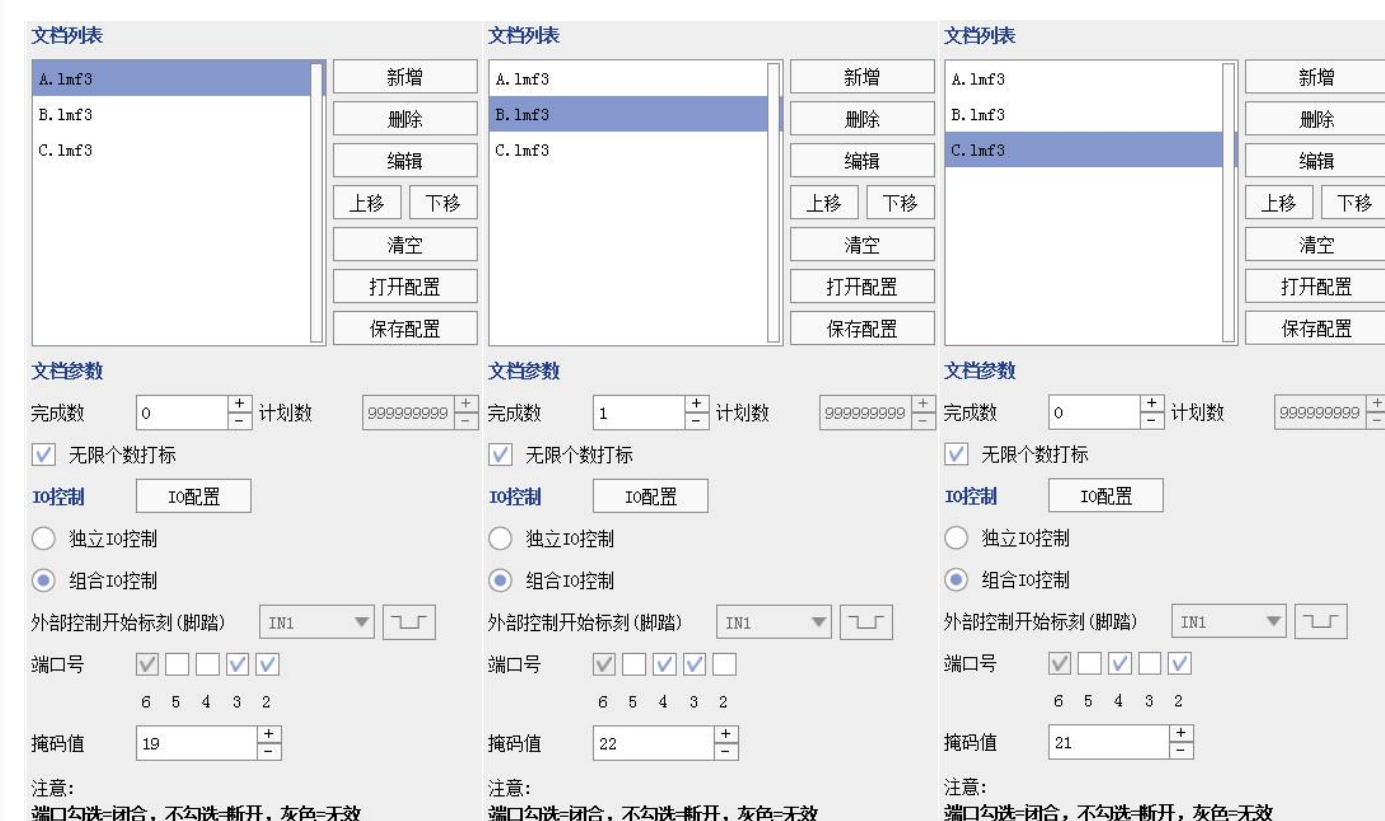 文档列表
A.lmf3
B.lmf3
C.lmf3
新增
删除
编辑
上移 下移
清空
打开配置
保存配置
文档参数
完成数 0 + - 计划数 999999999 + -
无限个数打标
IO控制 IO配置
独立IO控制
组合IO控制
外部控制开始标刻(脚踏) IN1
端口号
6 5 4 3 2
掩码值 19 + -
注意:
端口勾选=闭合，不勾选=断开，灰色=无效
文档列表
A.lmf3
B.lmf3
C.lmf3
新增
删除
编辑
上移 下移
清空
打开配置
保存配置
文档参数
完成数 1 + - 计划数 999999999 + -
无限个数打标
IO控制 IO配置
独立IO控制
组合IO控制
外部控制开始标刻(脚踏) IN1
端口号
6 5 4 3 2
掩码值 22 + -
注意:
端口勾选=闭合，不勾选=断开，灰色=无效
文档列表
A.lmf3
B.lmf3
C.lmf3
新增
删除
编辑
上移 下移
清空
打开配置
保存配置
文档参数
完成数 0 + - 计划数 999999999 + -
无限个数打标
IO控制 IO配置
独立IO控制
组合IO控制
外部控制开始标刻(脚踏) IN1
端口号
6 5 4 3 2
掩码值 21 + -
注意:
端口勾选=闭合，不勾选=断开，灰色=无效